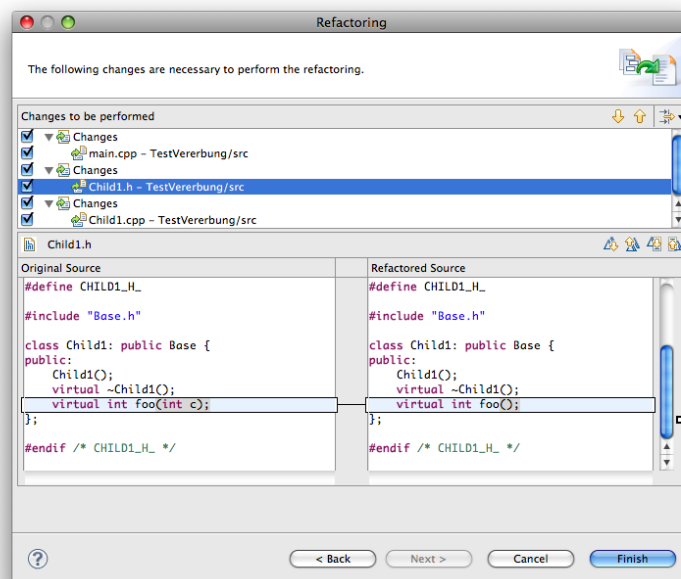 Refactoring
The following changes are necessary to perform the refactoring.
Changes to be performed
Changes
main.cpp – TestVererbung/src
Changes
Child1.h – TestVererbung/src
Changes
Child1.cpp – TestVererbung/src
Child1.h
Original Source
#define CHILD1_H_
#include "Base.h"
class Child1: public Base {
public:
Child1();
virtual ~Child1();
virtual int foo(int c);
};
#endif /* CHILD1_H_ */
Refactored Source
#define CHILD1_H_
#include "Base.h"
class Child1: public Base {
public:
Child1();
virtual ~Child1();
virtual int foo();
};
#endif /* CHILD1_H_ */
?
< Back
Next >
Cancel
Finish